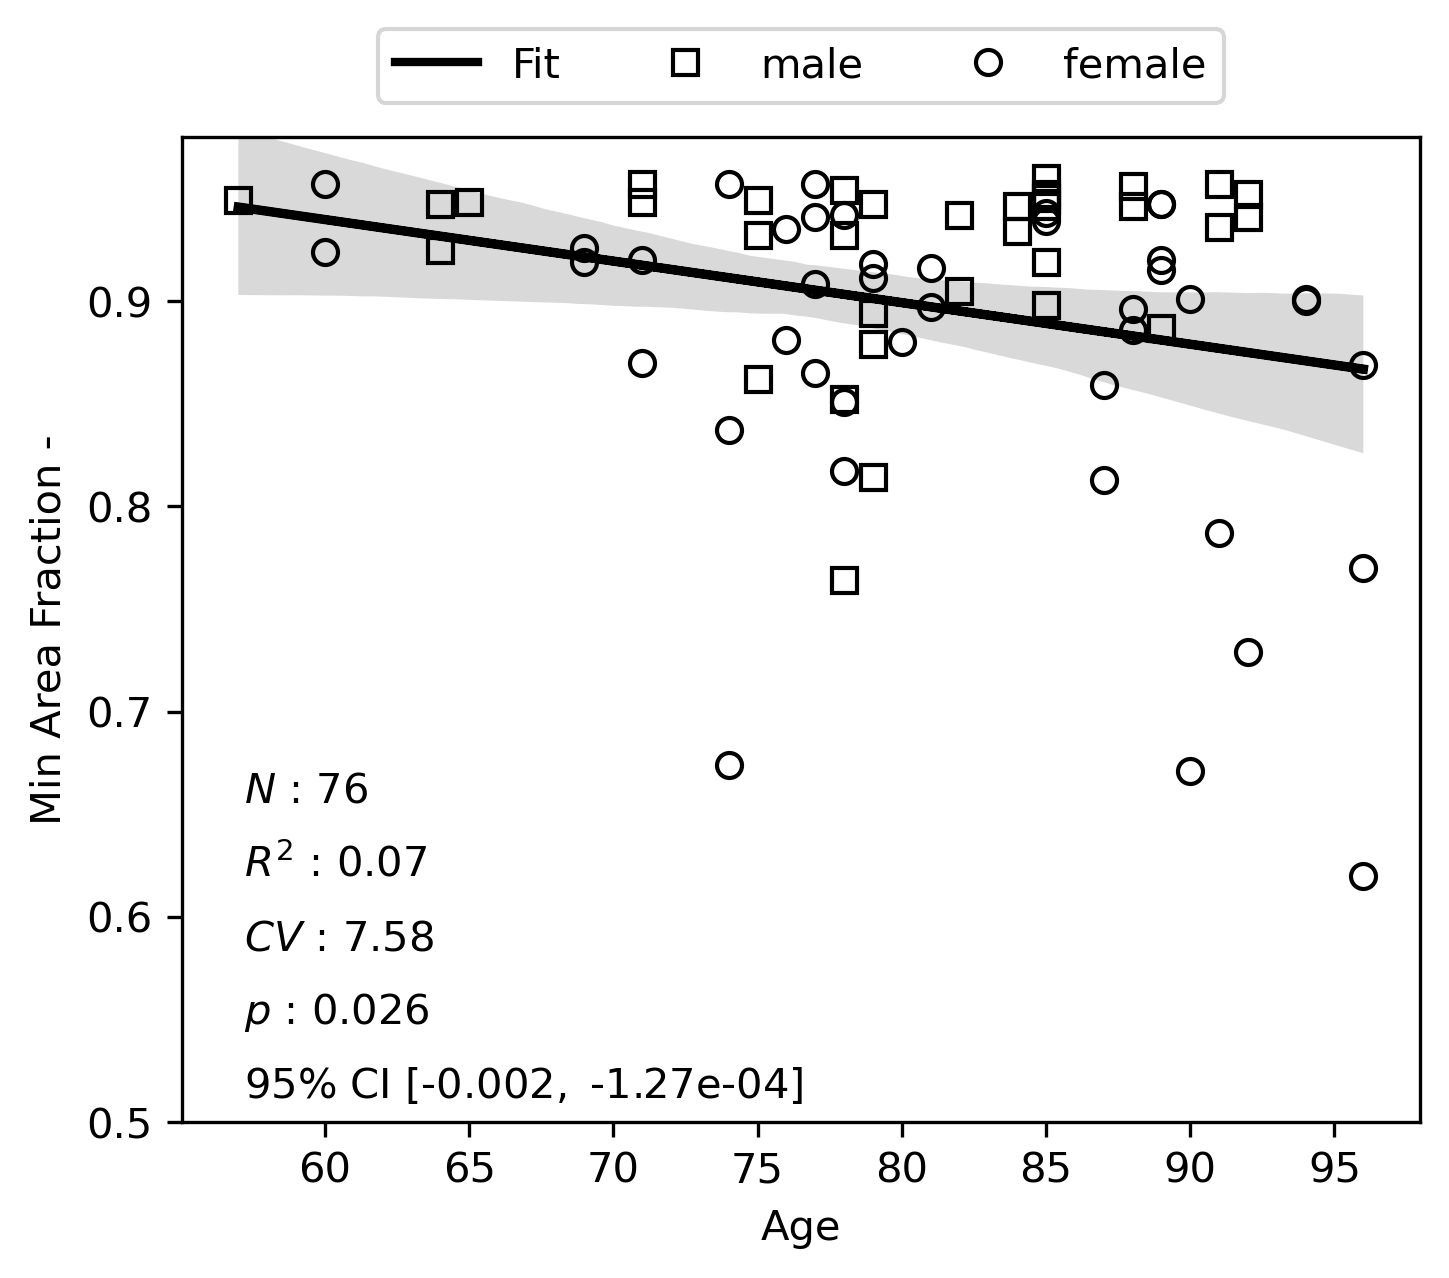 Fit male female
Min Area Fraction -
0.9
0.8
0.7
0.6
0.5
N : 76
R² : 0.07
CV : 7.58
p : 0.026
95% CI [-0.002, -1.27e-04]
60 65 70 75 80 85 90 95
Age